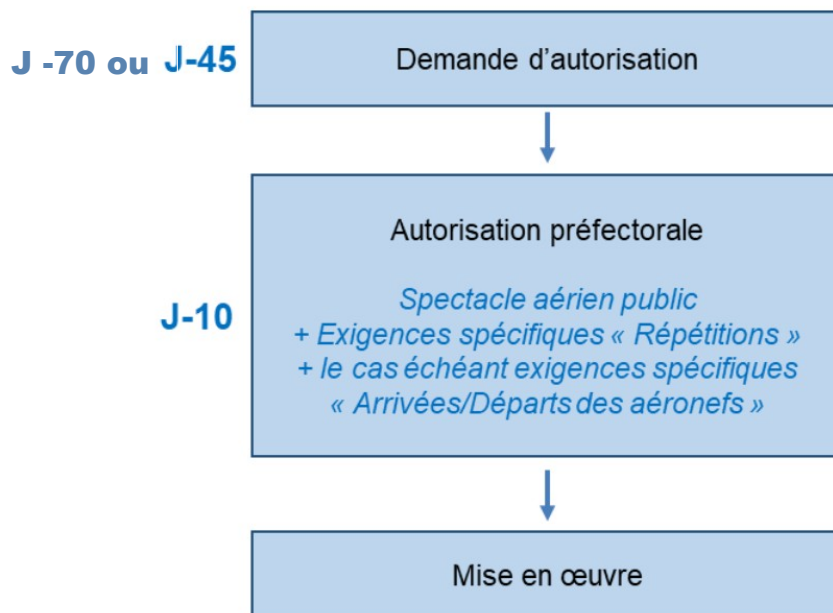 J -70 ou J-45
Demande d'autorisation
Autorisation préfectorale
J-10
Spectacle aérien public
+ Exigences spécifiques « Répétitions »
+ le cas échéant exigences spécifiques
« Arrivées/Départs des aéronefs »
Mise en œuvre